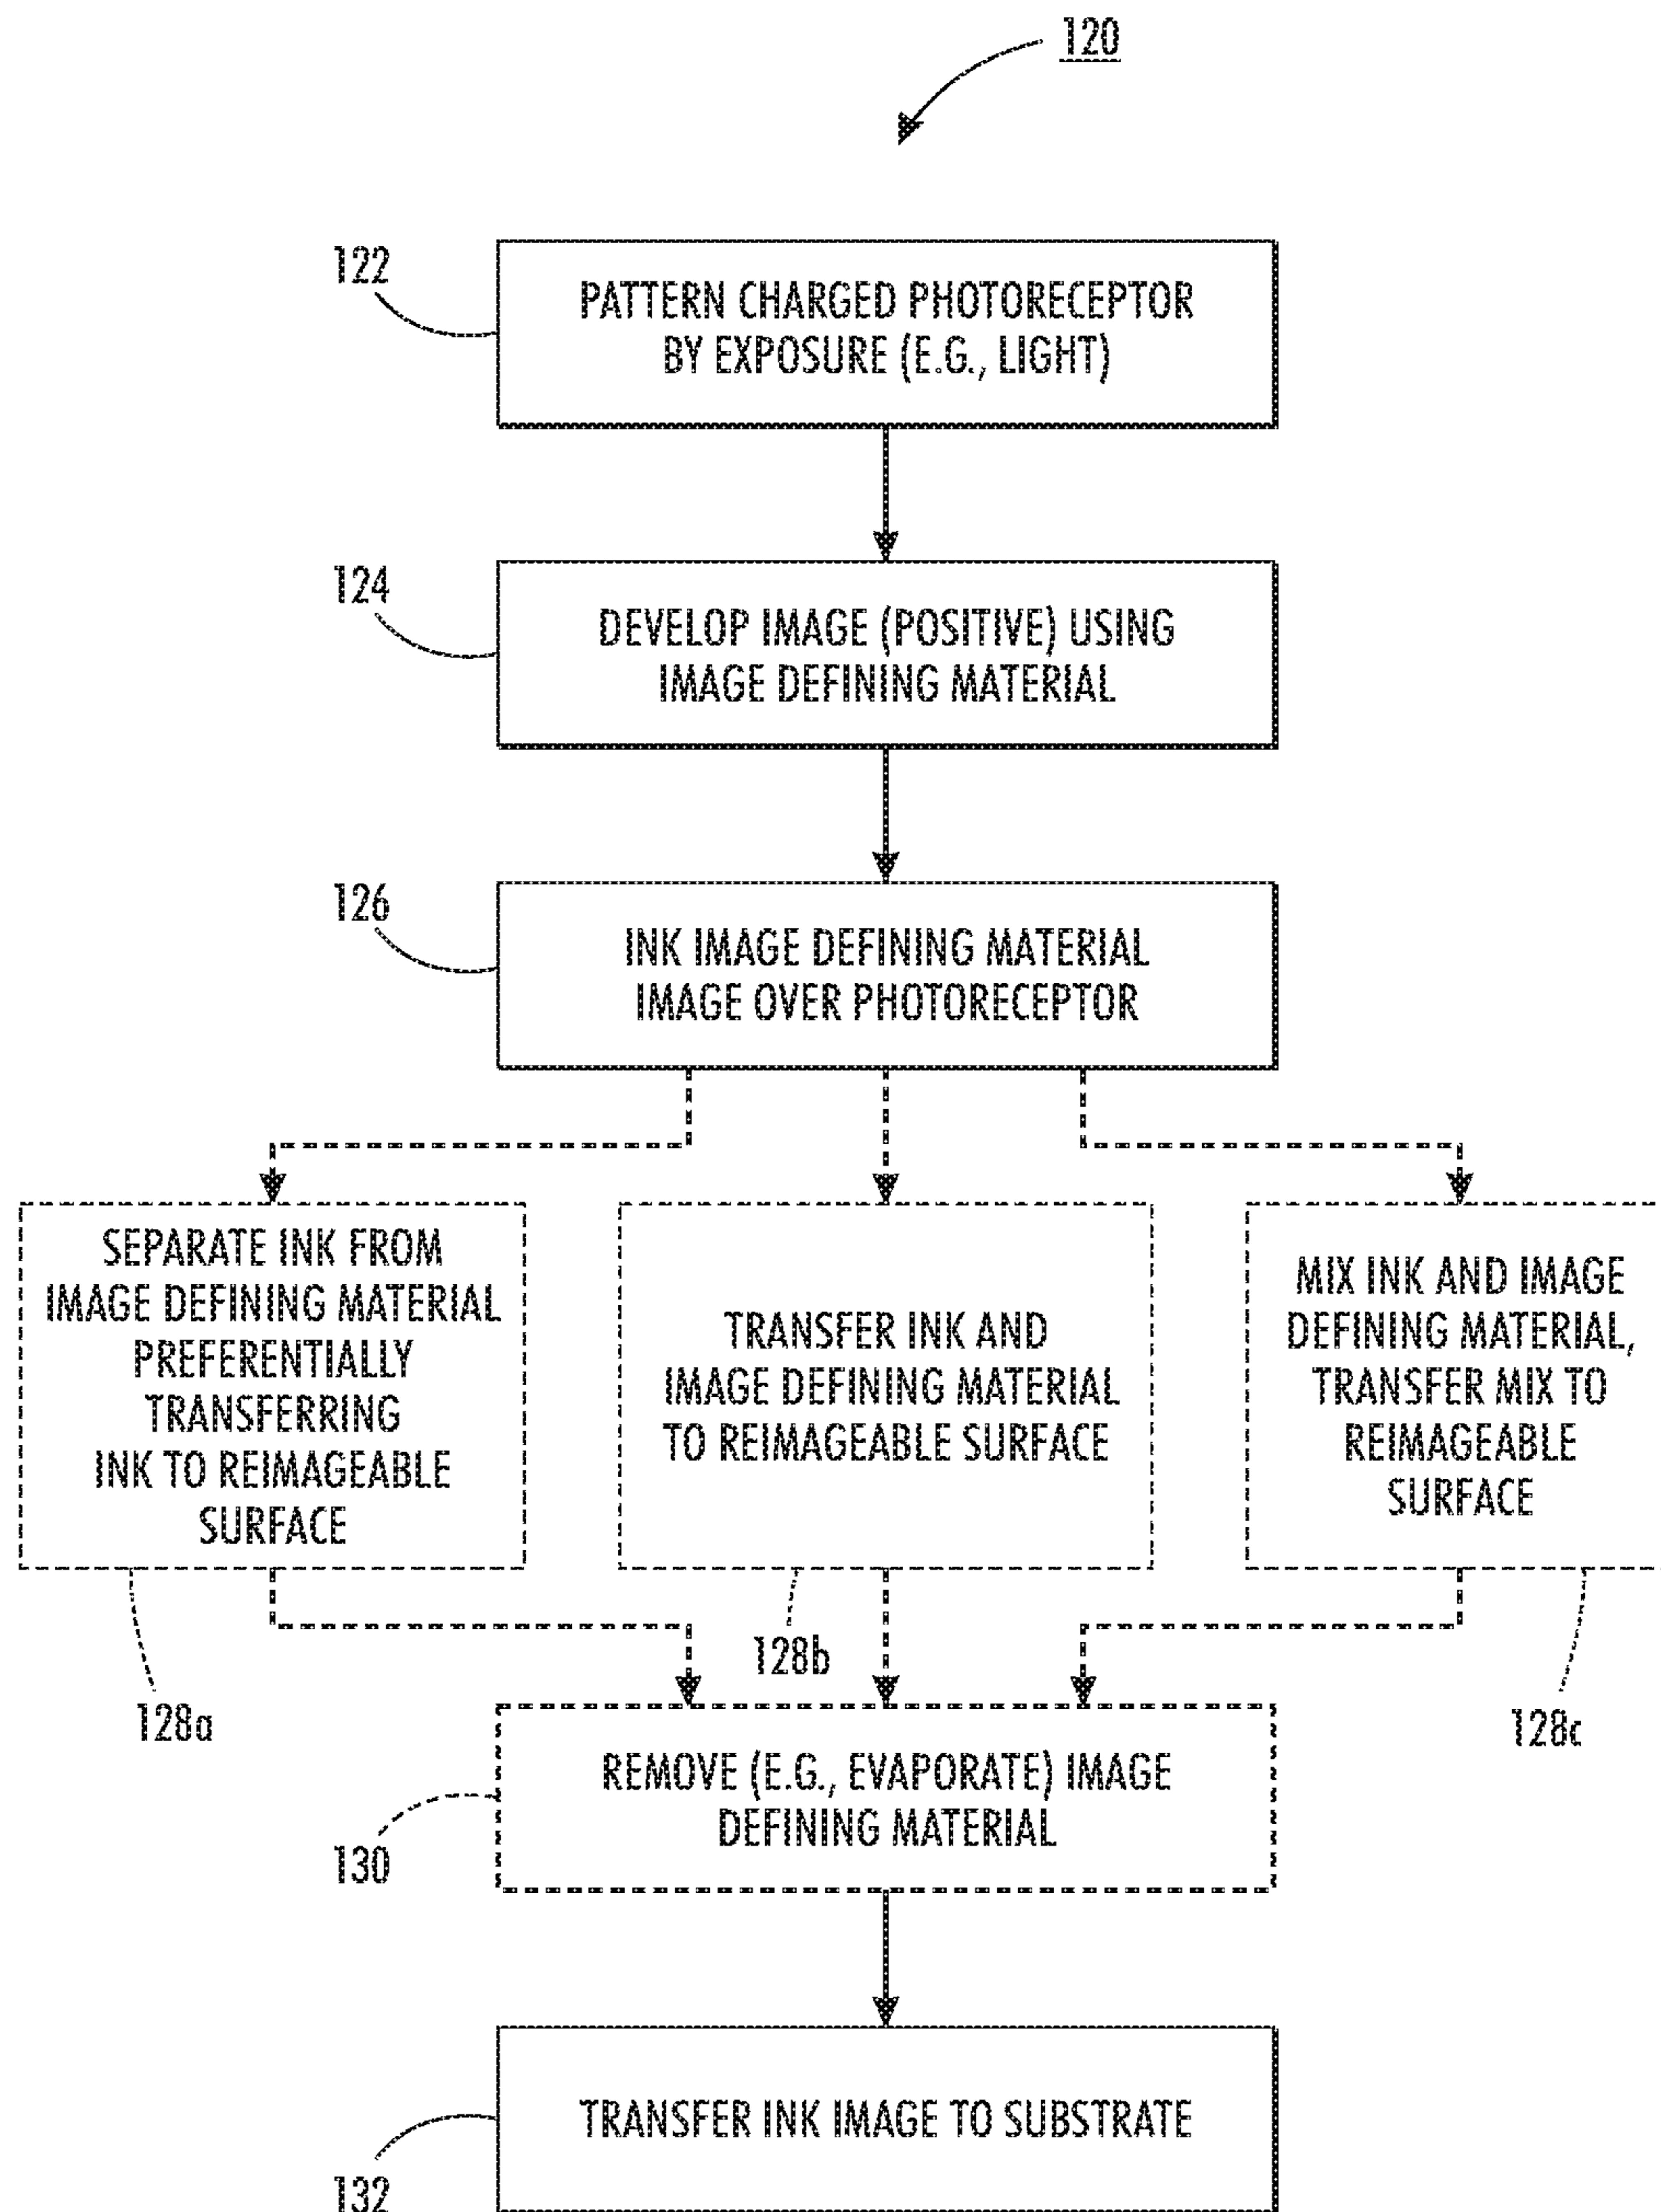 120
122
PATTERN CHARGED PHOTORECEPTOR
BY EXPOSURE (E.G., LIGHT)
124
DEVELOP IMAGE (POSITIVE) USING
IMAGE DEFINING MATERIAL
126
INK IMAGE DEFINING MATERIAL
IMAGE OVER PHOTORECEPTOR
SEPARATE INK FROM
IMAGE DEFINING MATERIAL
PREFERENTIALLY
TRANSFERRING
INK TO REIMAGEABLE
SURFACE
128a
TRANSFER INK AND
IMAGE DEFINING MATERIAL
TO REIMAGEABLE SURFACE
128b
MIX INK AND IMAGE
DEFINING MATERIAL,
TRANSFER MIX TO
REIMAGEABLE
SURFACE
128c
REMOVE (E.G., EVAPORATE) IMAGE
DEFINING MATERIAL
130
TRANSFER INK IMAGE TO SUBSTRATE
132